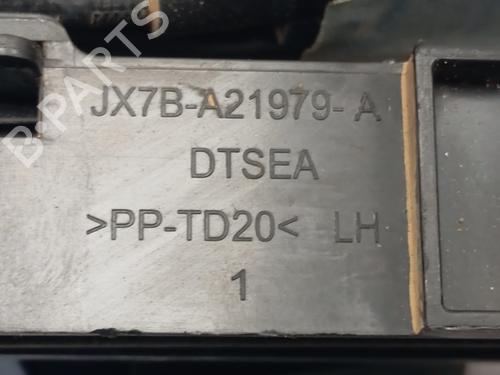 B-PARTS
JX7B-A21979-A
DTSEA
>PP-TD20< LH
1